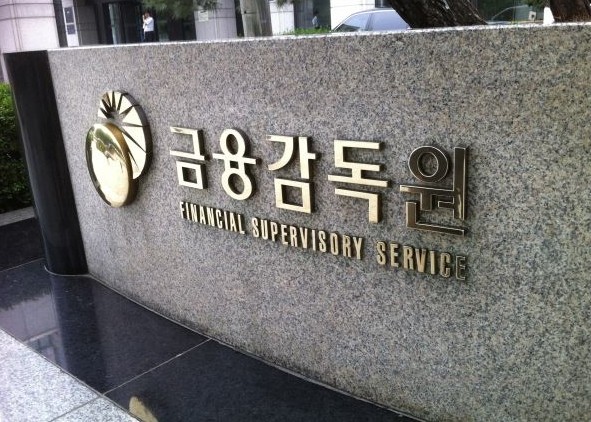 금융감독원
FINANCIAL SUPERVISORY SERVICE